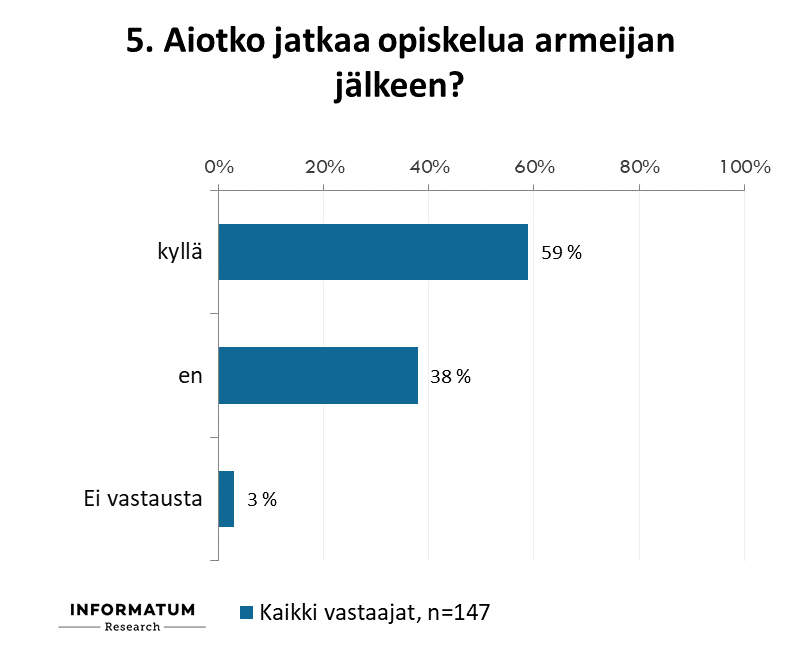 5. Aiotko jatkaa opiskelua armeijan
jälkeen?
0% 20% 40% 60% 80% 100%
kyllä 59 %
en 38 %
Ei vastausta 3 %
INFORMATUM
Research
Kaikki vastaajat, n=147